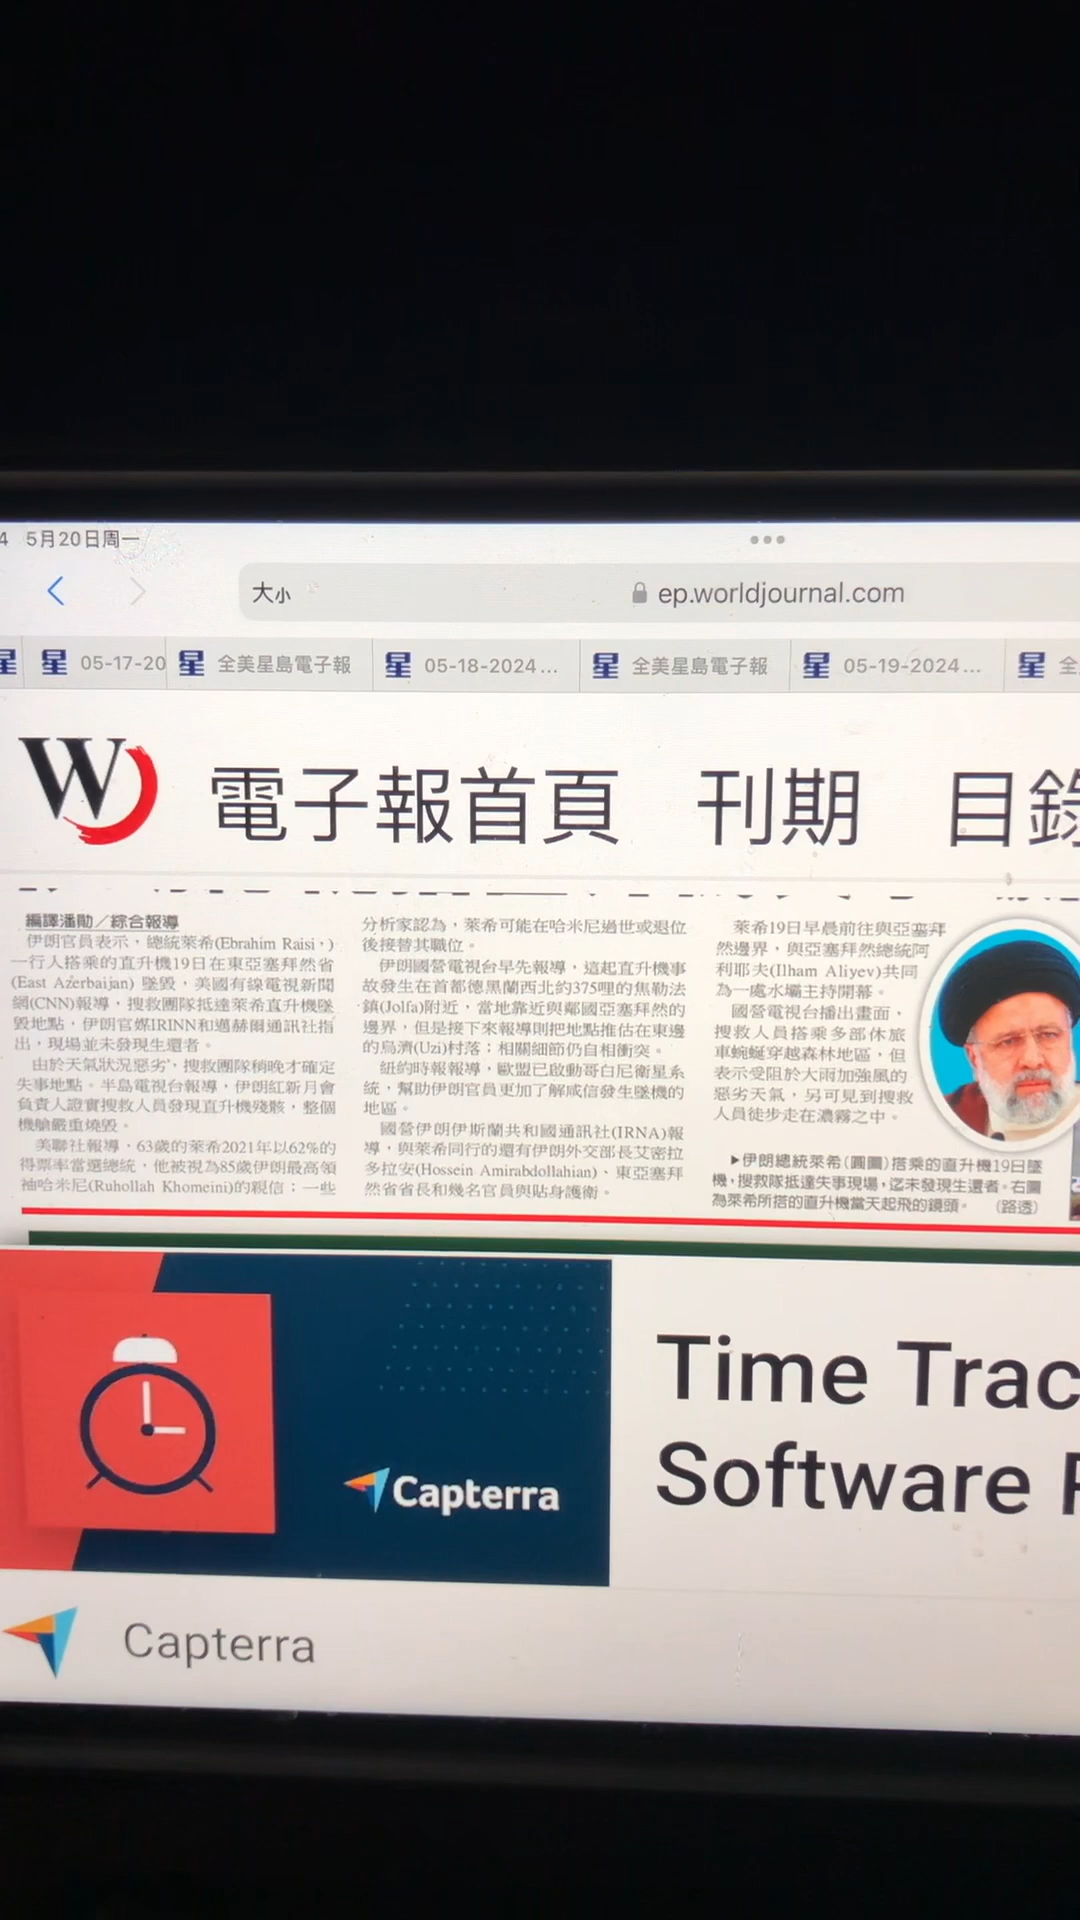 4 5月20日周一
大小
ep.worldjournal.com
星
星 05-17-20
星 全美星島電子報
星 05-18-2024...
星 全美星島電子報
星 05-19-2024...
星 全
W
電子報首頁 刊期 目錄
編譯潘勛／綜合報導
伊朗官員表示，總統萊希(Ebrahim Raisi，)
一行人搭乘的直升機19日在東亞塞拜然省
(East Azerbaijan) 墜毀，美國有線電視新聞
網(CNN)報導，搜救團隊抵達萊希直升機墜
毀地點，伊朗官媒IRINN和邁赫爾通訊社指
出，現場並未發現生還者。
由於天氣狀況惡劣，搜救團隊稍晚才確定
失事地點。半島電視台報導，伊朗紅新月會
負責人證實搜救人員發現直升機殘骸，整個
機艙嚴重燒毀。
美聯社報導，63歲的萊希2021年以62%的
得票率當選總統，他被視為85歲伊朗最高領
袖哈米尼(Ruhollah Khomeini)的親信；一些
分析家認為，萊希可能在哈米尼過世或退位
後接替其職位。
伊朗國營電視台早先報導，這起直升機事
故發生在首都德黑蘭西北約375哩的焦勒法
鎮(Jolfa)附近，當地靠近與鄰國亞塞拜然的
邊界，但是接下來報導則把地點推估在東邊
的烏濟(Uzi)村落；相關細節仍自相衝突。
紐約時報報導，歐盟已啟動哥白尼衛星系
統，幫助伊朗官員更加了解咸信發生墜機的
地區。
國營伊朗伊斯蘭共和國通訊社(IRNA)報
導，與萊希同行的還有伊朗外交部長艾密拉
多拉安(Hossein Amirabdollahian)、東亞塞拜
然省省長和幾名官員與貼身護衛。
萊希19日早晨前往與亞塞拜
然邊界，與亞塞拜然總統阿
利耶夫(Ilham Aliyev)共同
為一處水壩主持開幕。
國營電視台播出畫面，
搜救人員搭乘多部休旅
車蜿蜒穿越森林地區，但
表示受阻於大雨加強風的
惡劣天氣，另可見到搜救
人員徒步走在濃霧之中。
▶伊朗總統萊希(圓圖)搭乘的直升機19日墜
機，搜救隊抵達失事現場，迄未發現生還者。右圖
為萊希所搭的直升機當天起飛的鏡頭。 (路透)
Capterra
Time Trac
Software
Capterra